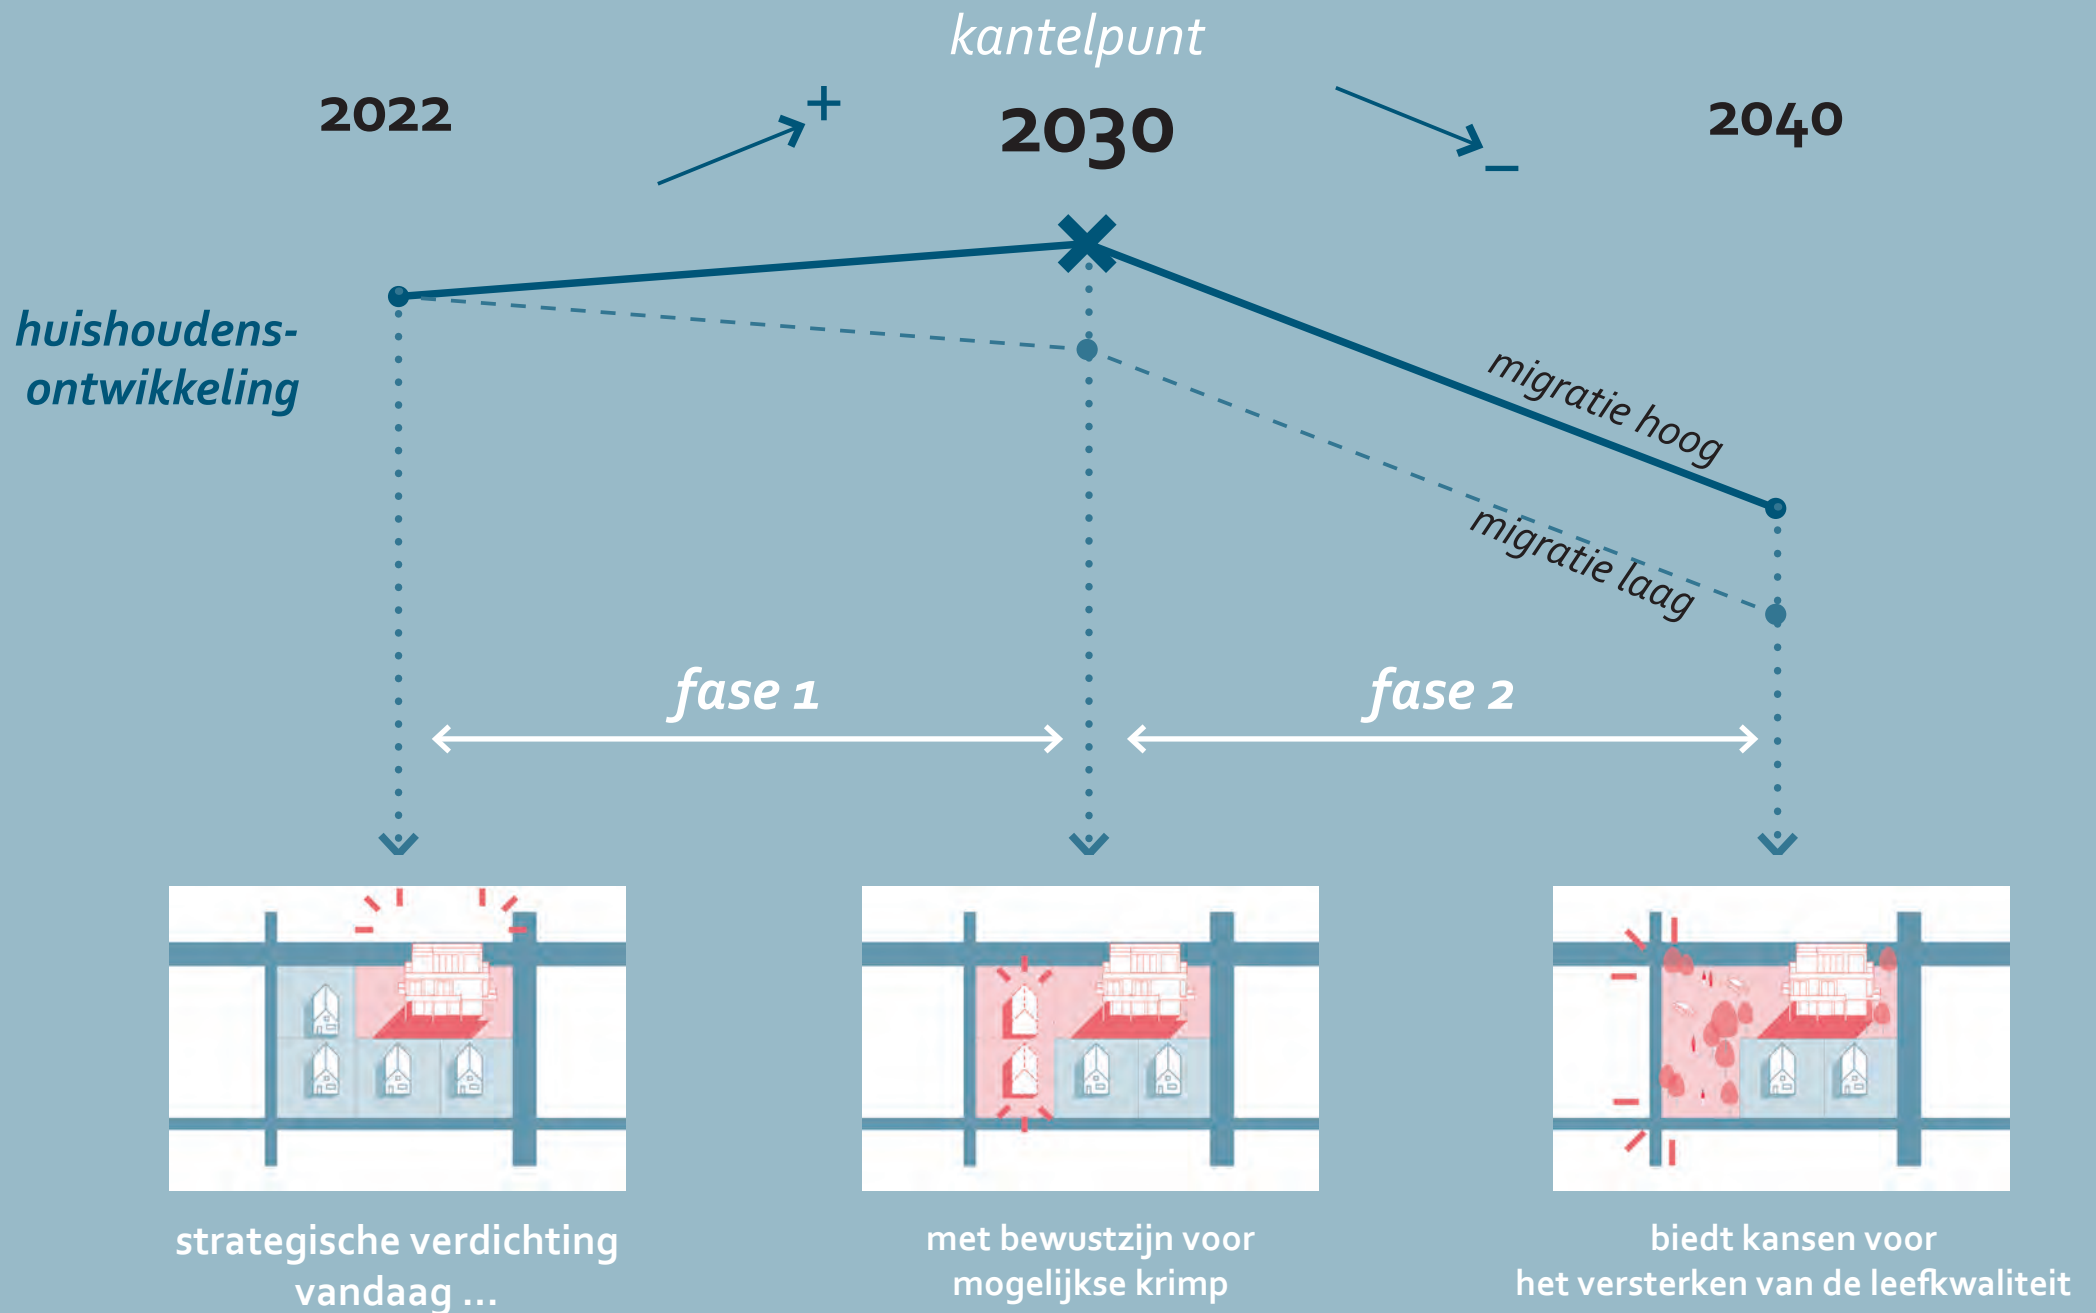 kantelpunt
2022
+
2030
2040
–
huishoudens-
ontwikkeling
migratie hoog
migratie laag
fase 1
fase 2
strategische verdichting
vandaag ...
met bewustzijn voor
mogelijkse krimp
biedt kansen voor
het versterken van de leefkwaliteit